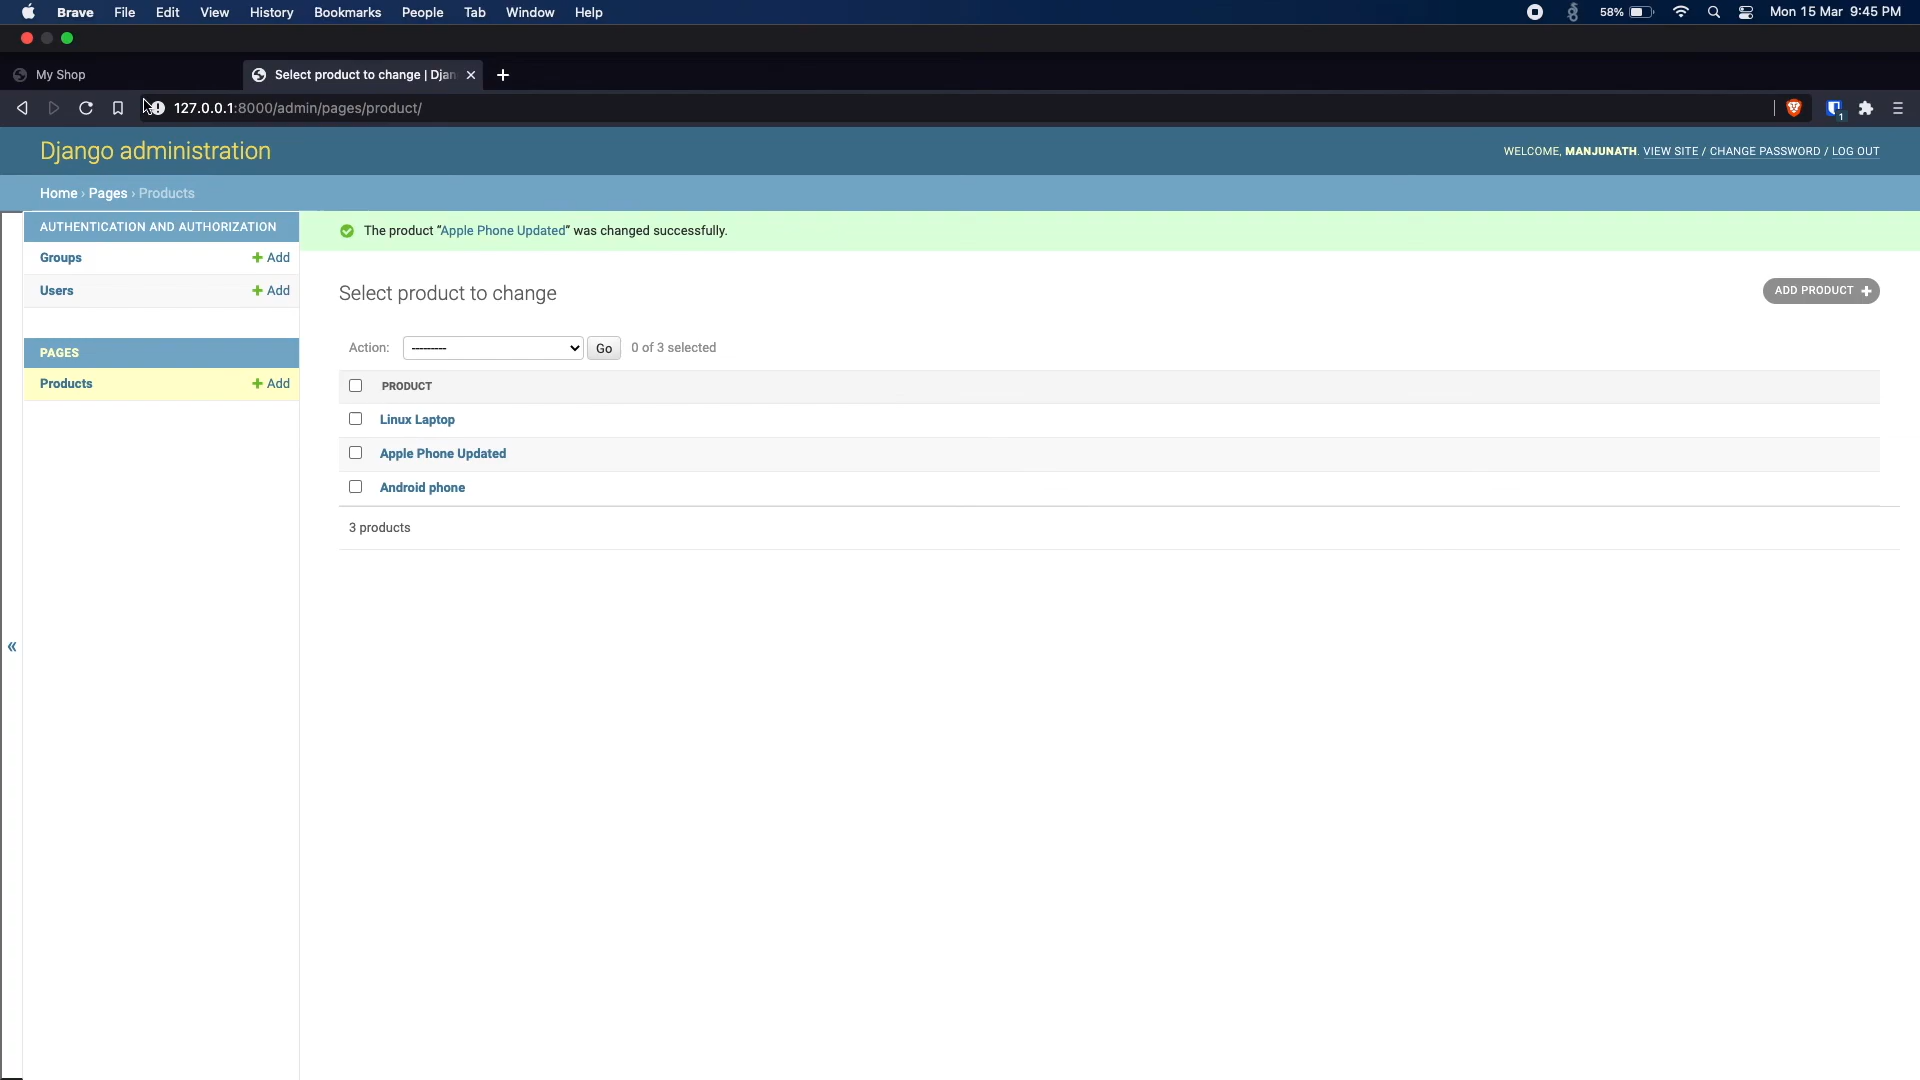 Brave File Edit View History Bookmarks People Tab Window Help 58% Mon 15 Mar 9:45 PM
My Shop Select product to change | Djan
127.0.0.1:8000/admin/pages/product/ 1
Django administration
WELCOME, MANJUNATH. VIEW SITE / CHANGE PASSWORD / LOG OUT
Home › Pages › Products
AUTHENTICATION AND AUTHORIZATION
Groups + Add
Users + Add
PAGES
Products + Add
«
The product “Apple Phone Updated” was changed successfully.
Select product to change
ADD PRODUCT +
Action: --------- Go 0 of 3 selected
PRODUCT
Linux Laptop
Apple Phone Updated
Android phone
3 products